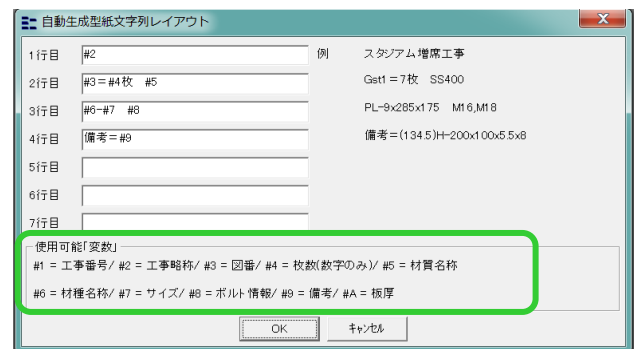 自動生成型紙文字列レイアウト
1行目 #2 例 スタジアム増席工事
2行目 #3=#4枚 #5 Gst1=7枚 SS400
3行目 #6-#7 #8 PL-9x285x175 M16,M18
4行目 備考=#9 備考=(134.5)H-200x100x5.5x8
5行目
6行目
7行目
使用可能「変数」
#1 = 工事番号/ #2 = 工事略称/ #3 = 図番/ #4 = 枚数(数字のみ)/ #5 = 材質名称
#6 = 材種名称/ #7 = サイズ/ #8 = ボルト情報/ #9 = 備考/ #A = 板厚
OK キャンセル